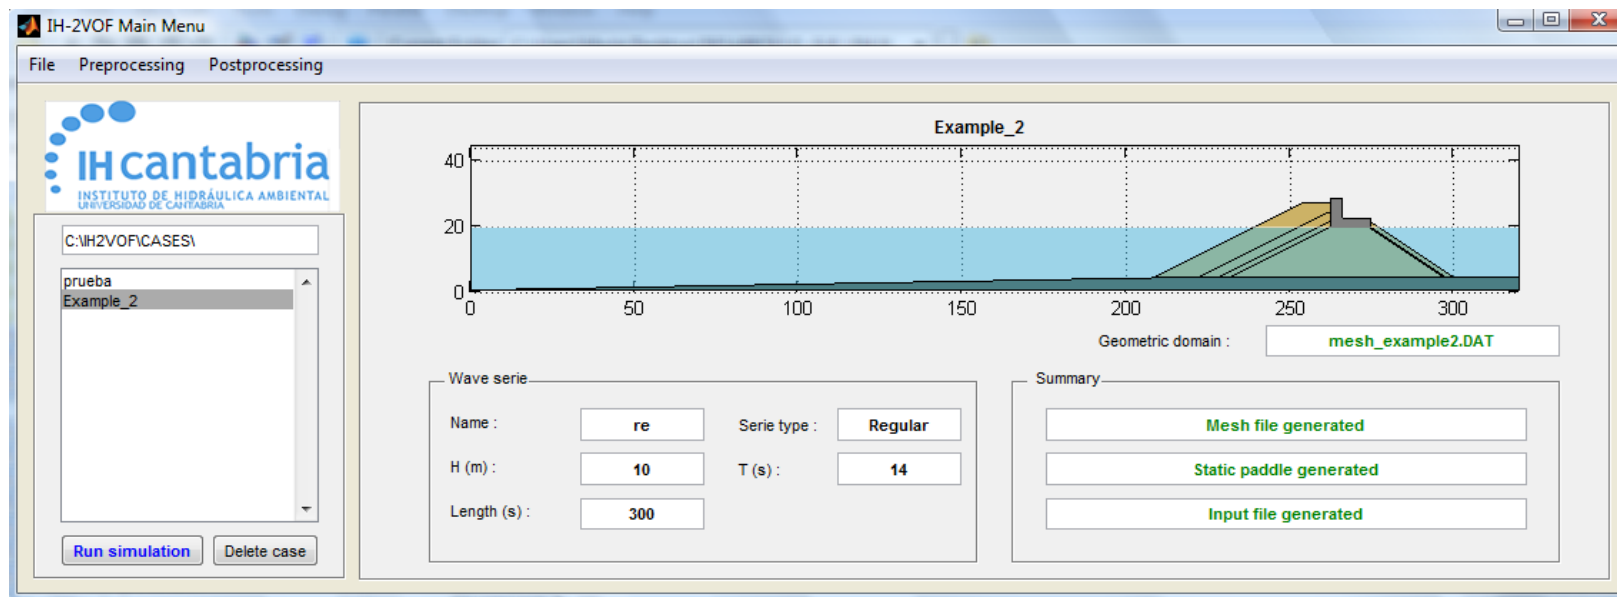 IH-2VOF Main Menu
File Preprocessing Postprocessing
IHcantabria
INSTITUTO DE HIDRÁULICA AMBIENTAL
UNIVERSIDAD DE CANTABRIA
C:\IH2VOF\CASES\
prueba
Example_2
Run simulation Delete case
Example_2
40
20
0
0 50 100 150 200 250 300
Geometric domain : mesh_example2.DAT
Wave serie
Name : re Serie type : Regular
H (m) : 10 T (s) : 14
Length (s) : 300
Summary
Mesh file generated
Static paddle generated
Input file generated